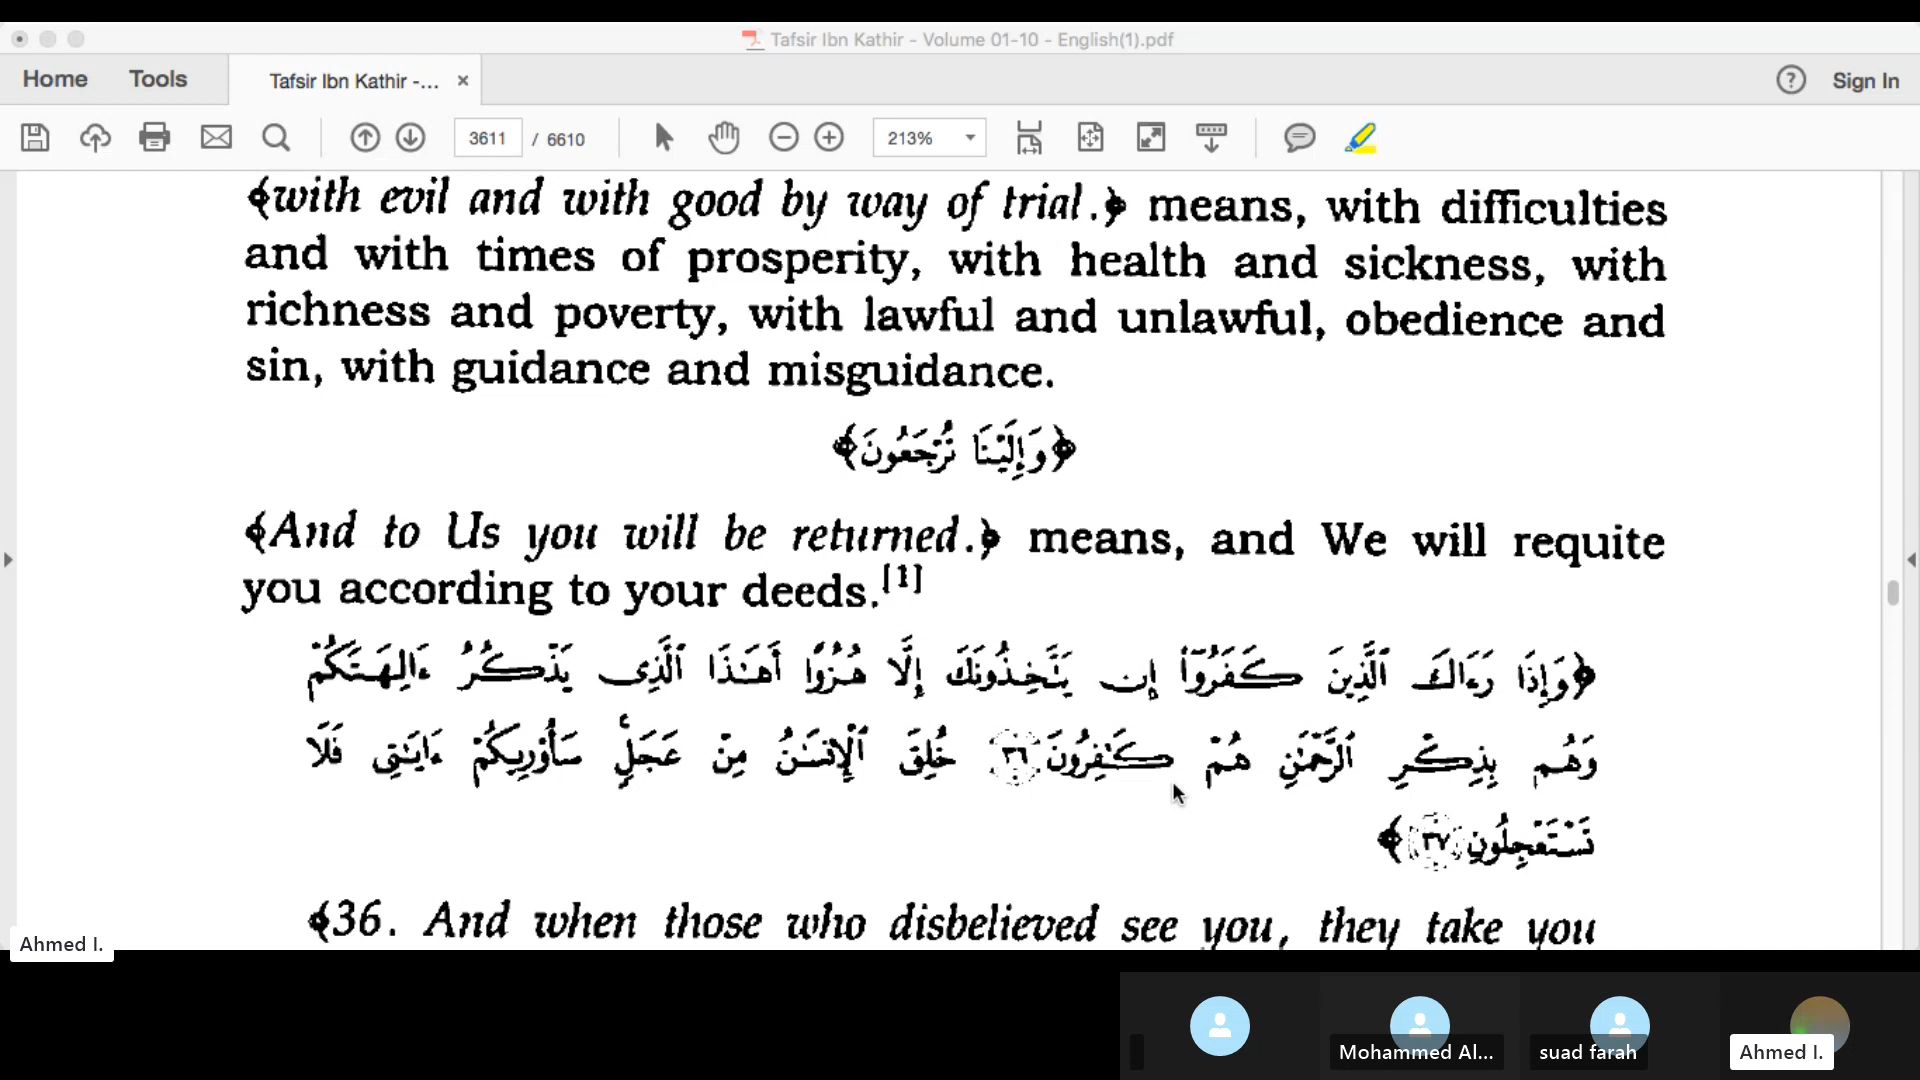 Tafsir Ibn Kathir - Volume 01-10 - English(1).pdf
Home Tools Tafsir Ibn Kathir -... × ? Sign In
3611 / 6610 213%
﴾with evil and with good by way of trial.﴿ means, with difficulties
and with times of prosperity, with health and sickness, with
richness and poverty, with lawful and unlawful, obedience and
sin, with guidance and misguidance.
﴿وَإِلَيْنَا تُرْجَعُونَ﴾
﴾And to Us you will be returned.﴿ means, and We will requite
you according to your deeds.[1]
﴿وَإِذَا رَءَاكَ ٱلَّذِينَ كَفَرُوٓا۟ إِن يَتَّخِذُونَكَ إِلَّا هُزُوًا أَهَـٰذَا ٱلَّذِى يَذْكُرُ ءَالِهَتَكُمْ
وَهُم بِذِكْرِ ٱلرَّحْمَـٰنِ هُمْ كَـٰفِرُونَ ٣٦ خُلِقَ ٱلْإِنسَـٰنُ مِنْ عَجَلٍ سَأُو۟رِيكُمْ ءَايَـٰتِى فَلَا
تَسْتَعْجِلُونِ ٣٧﴾
﴾36. And when those who disbelieved see you, they take you
Ahmed I.
Mohammed Al... suad farah Ahmed I.